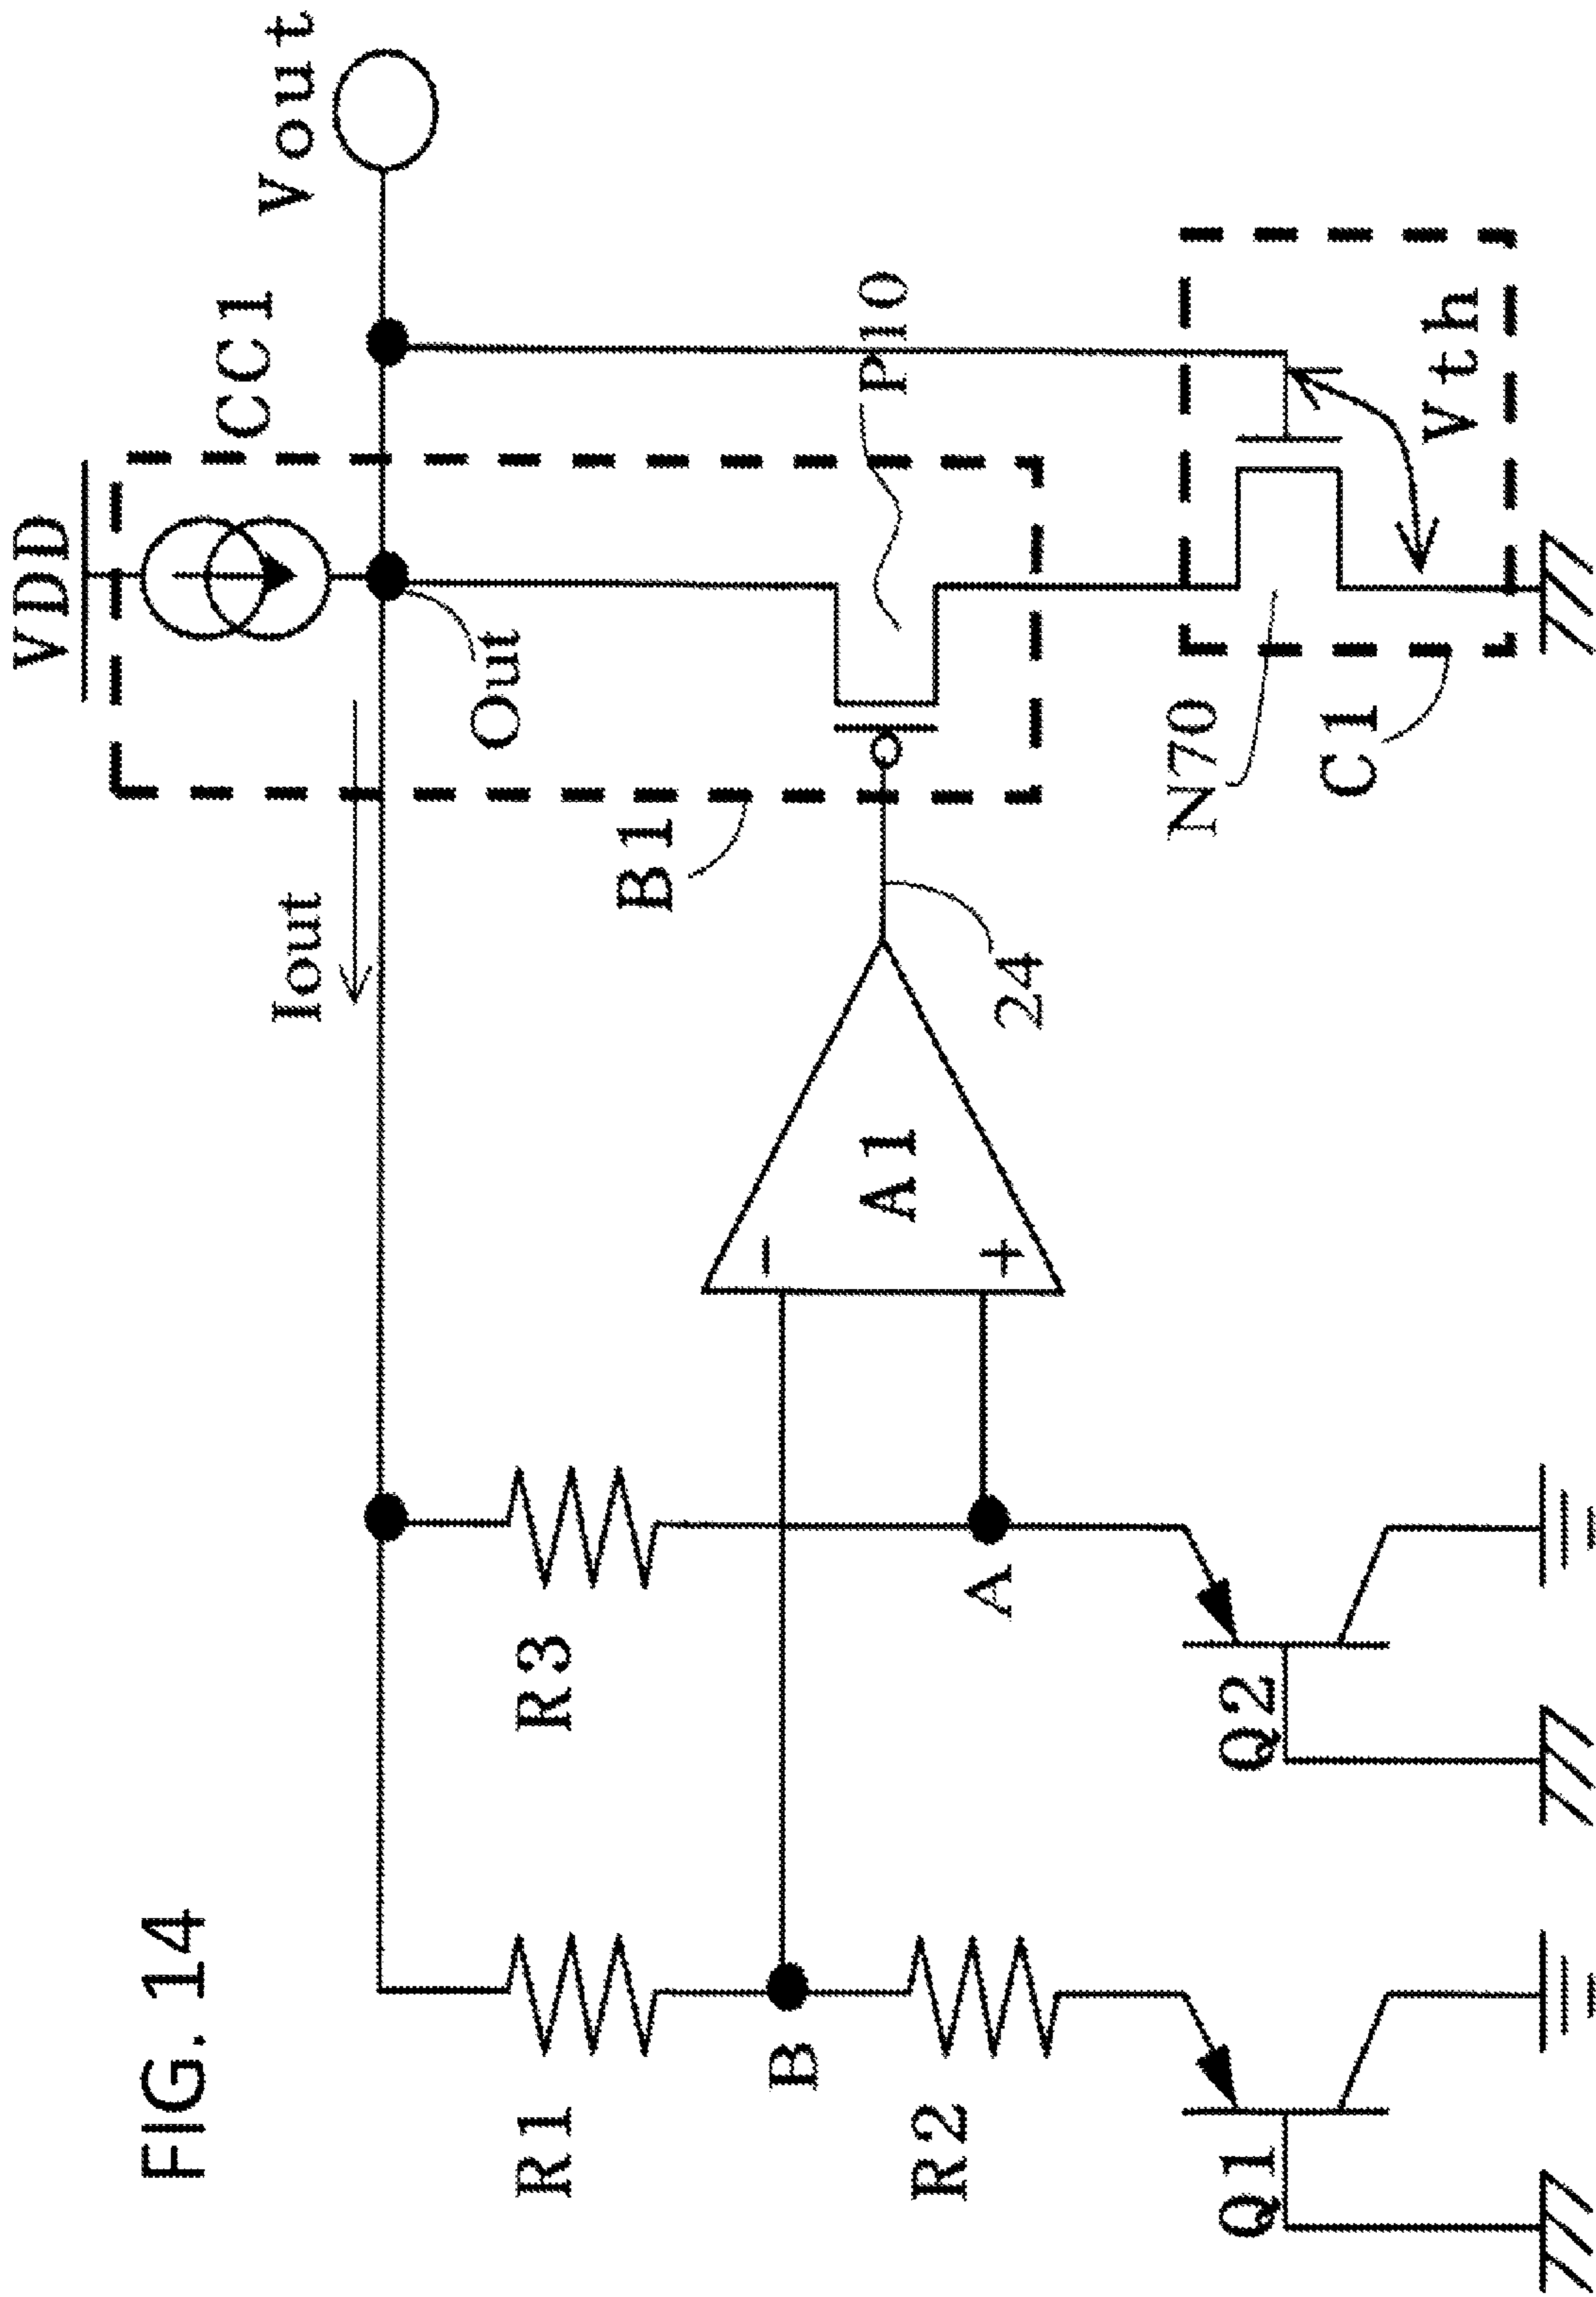 FIG. 14
VDD
CC1
Vout
Iout
Out
R1
R3
B1
P10
B
A1
−
+
A
24
R2
N70
Q1
Q2
C1
Vth